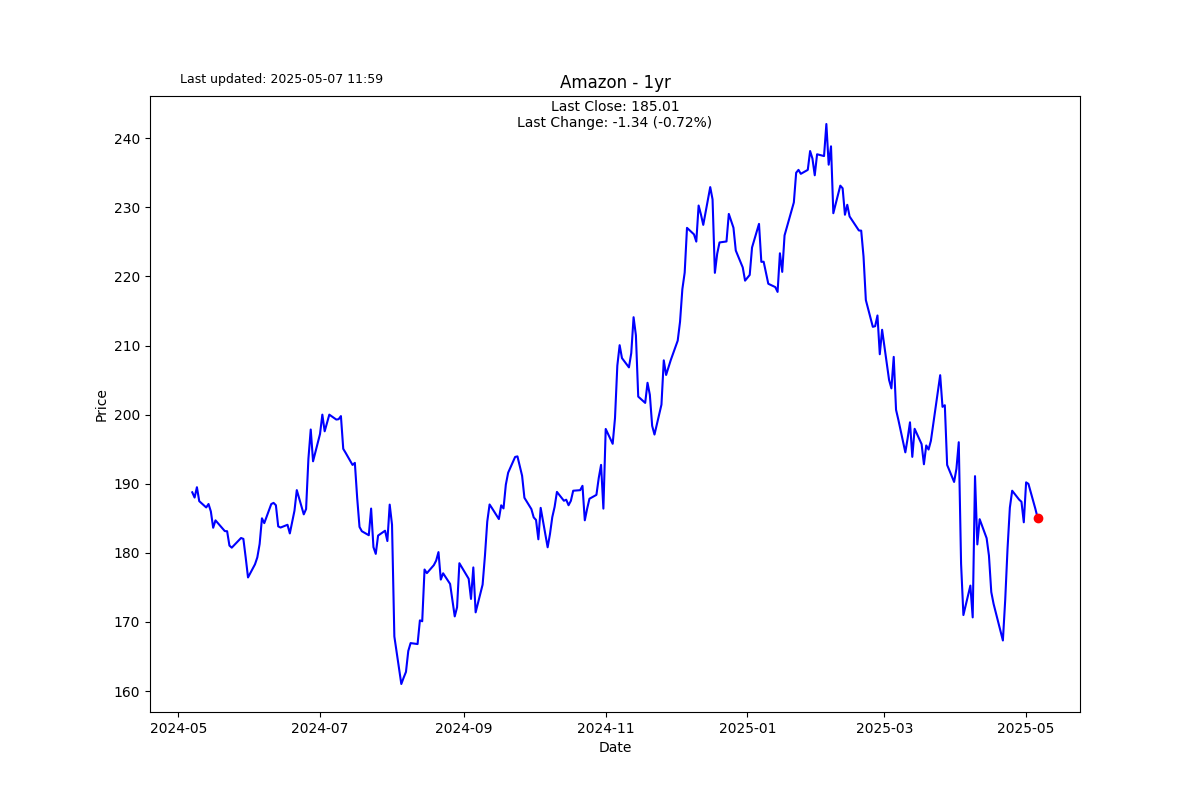 Last updated: 2025-05-07 11:59
Amazon - 1yr
Last Close: 185.01
Last Change: -1.34 (-0.72%)
240
230
220
210
200
190
180
170
160
Price
2024-05
2024-07
2024-09
2024-11
2025-01
2025-03
2025-05
Date